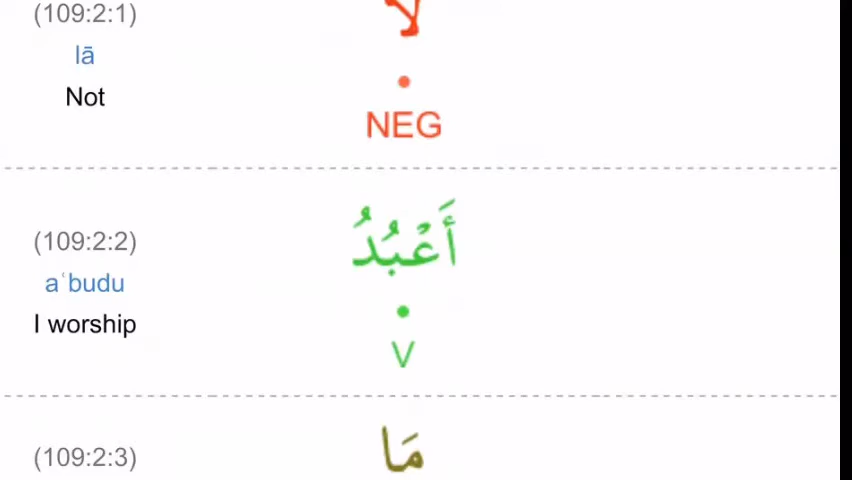 (109:2:1)
lā
Not
لَا
NEG
(109:2:2)
aʿbudu
I worship
أَعْبُدُ
V
(109:2:3)
مَا